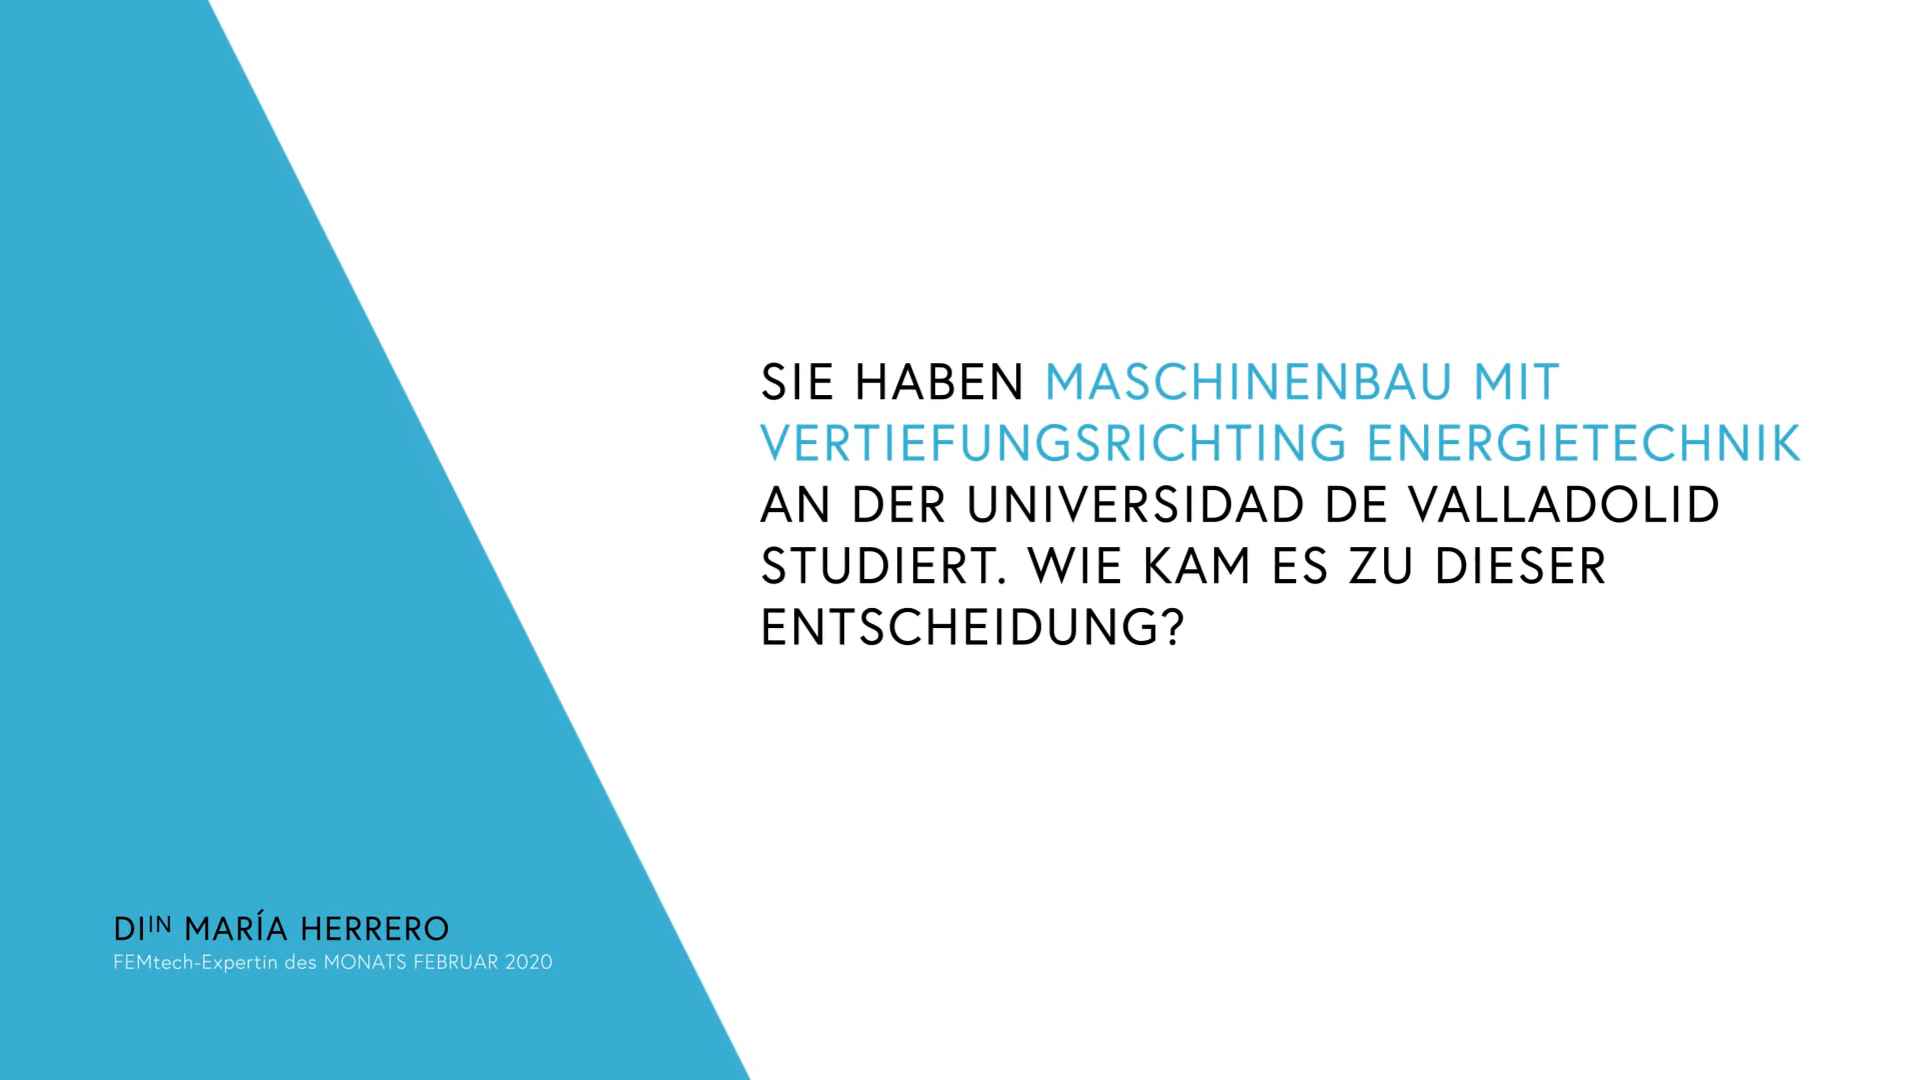 SIE HABEN MASCHINENBAU MIT
VERTIEFUNGSRICHTING ENERGIETECHNIK
AN DER UNIVERSIDAD DE VALLADOLID
STUDIERT. WIE KAM ES ZU DIESER
ENTSCHEIDUNG?
DIIN MARÍA HERRERO
FEMtech-Expertin des MONATS FEBRUAR 2020